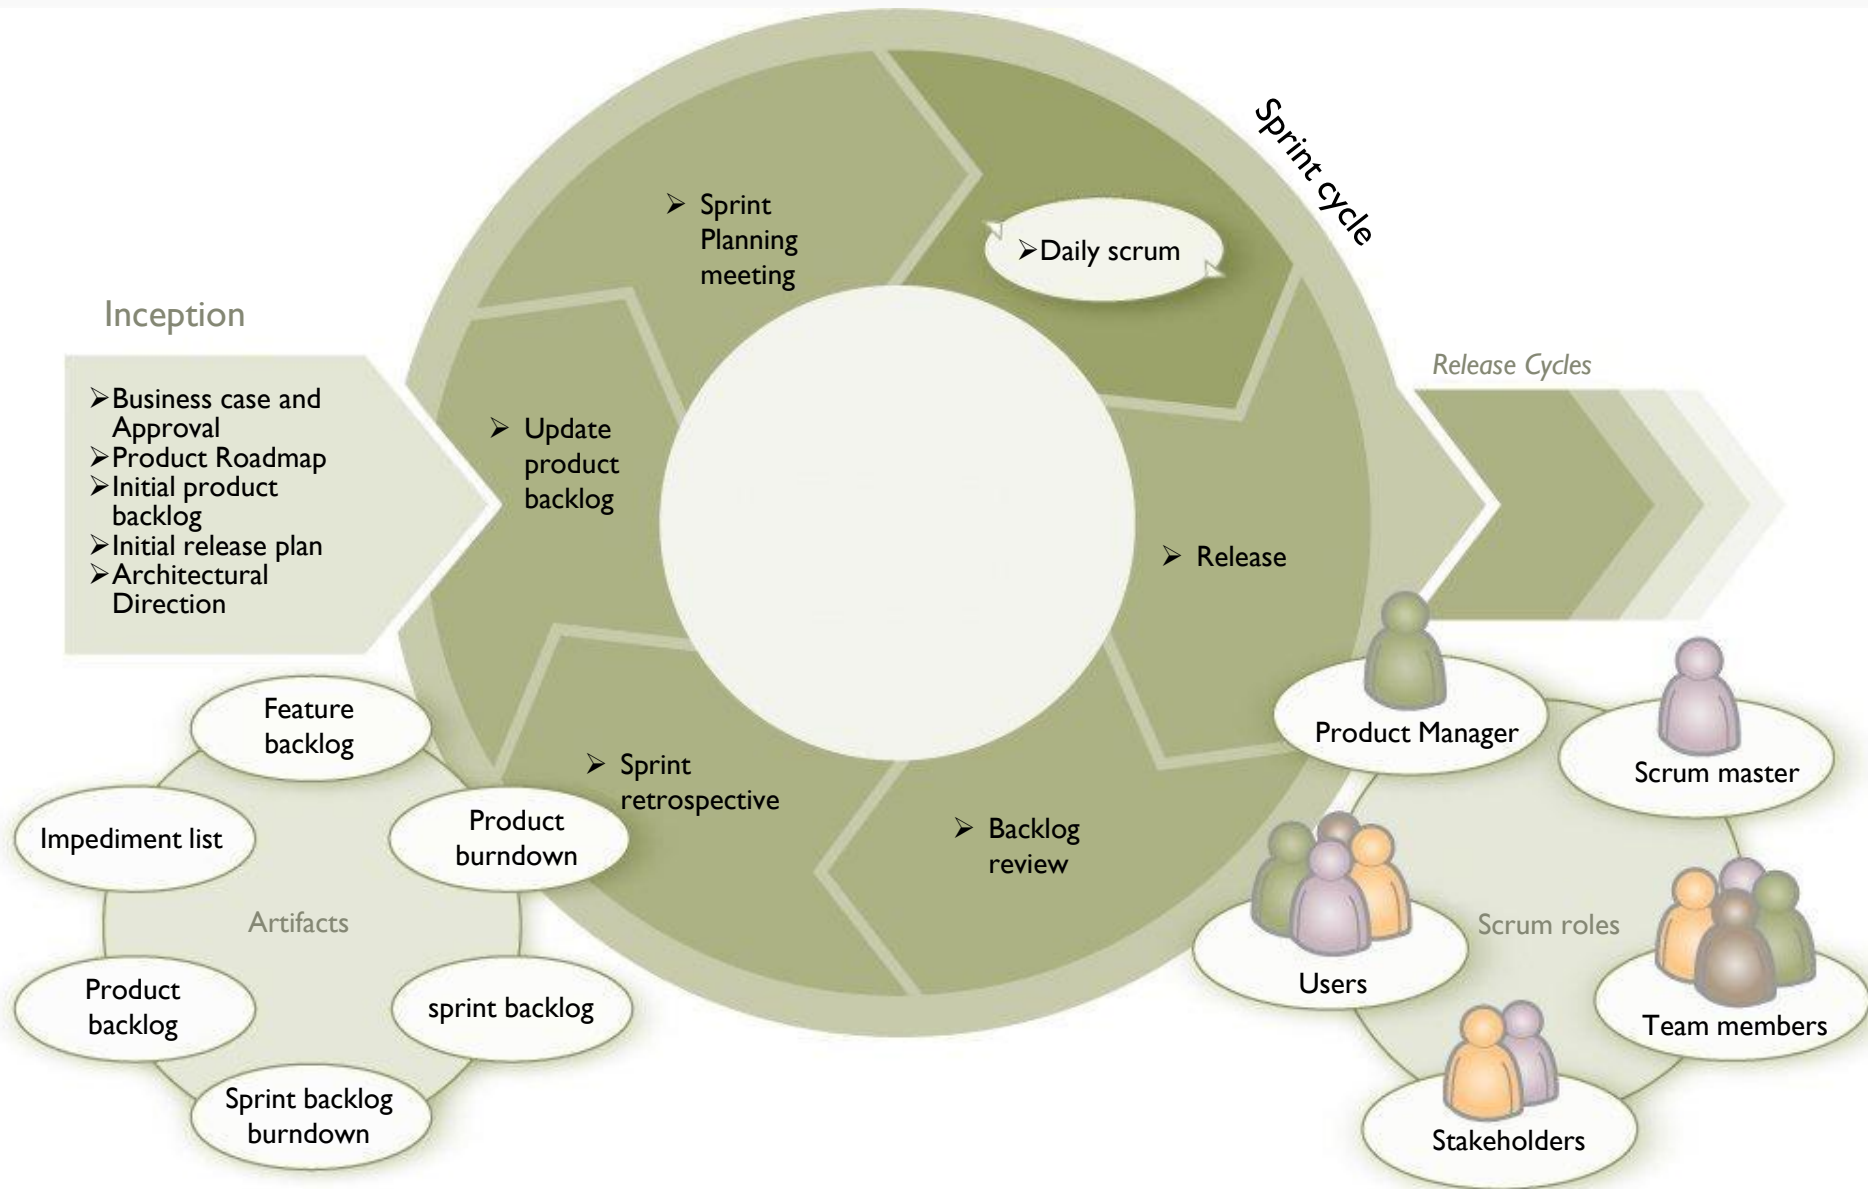 Sprint cycle
➢ Sprint
Planning
meeting
➢Daily scrum
Inception
➢Business case and
Approval
➢Product Roadmap
➢Initial product
backlog
➢Initial release plan
➢Architectural
Direction
➢ Update
product
backlog
Release Cycles
➢ Release
➢ Sprint
retrospective
➢ Backlog
review
Feature
backlog
Impediment list
Product
burndown
Artifacts
Product
backlog
sprint backlog
Sprint backlog
burndown
Product Manager
Scrum master
Users
Scrum roles
Team members
Stakeholders